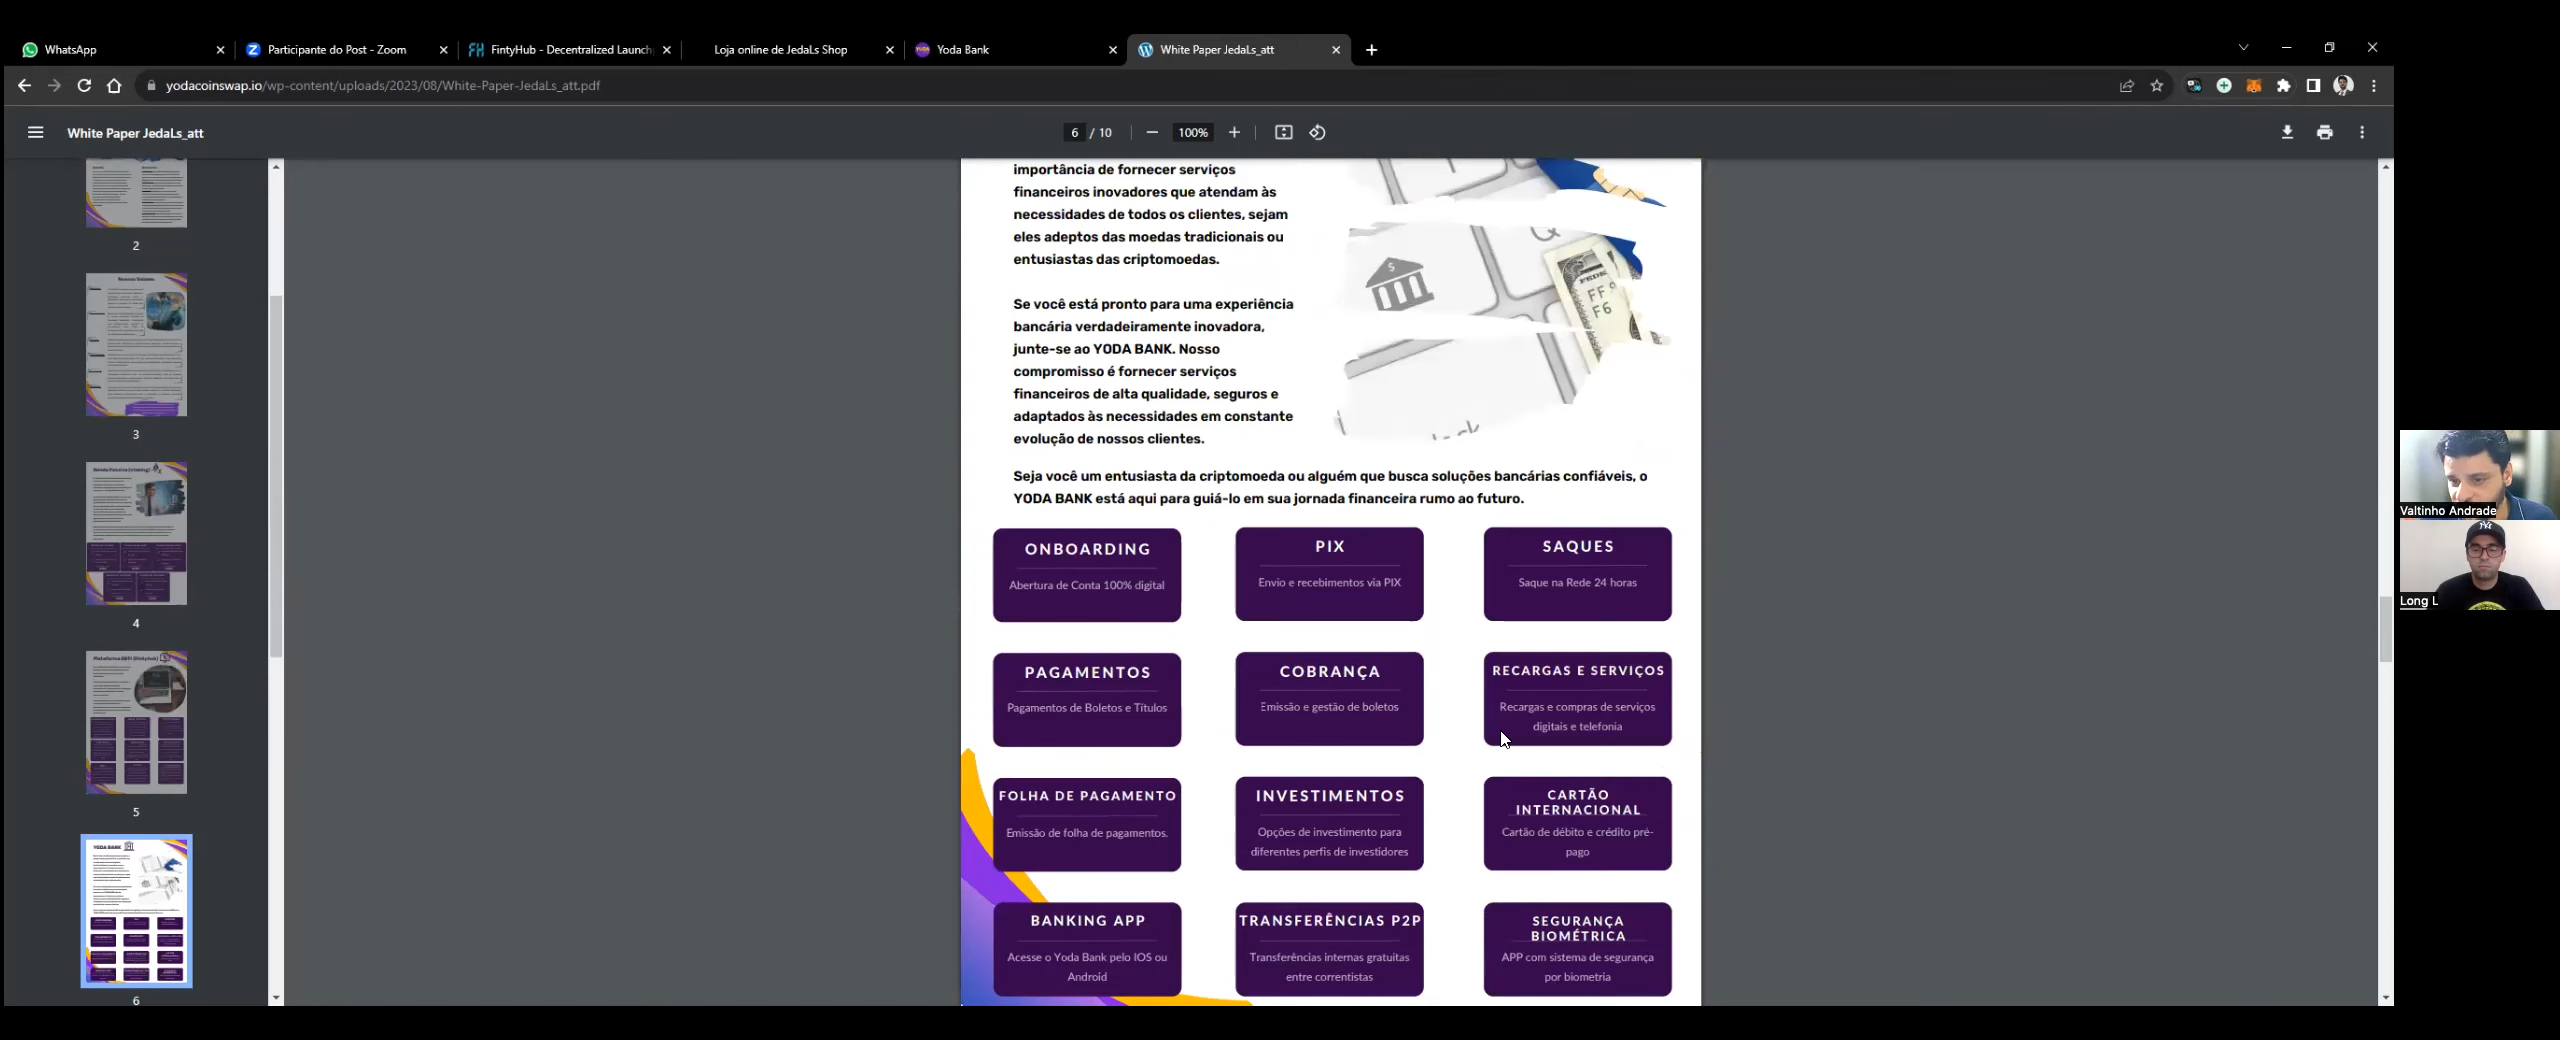 WhatsApp
Participante do Post - Zoom
FintyHub - Decentralized Launch
Loja online de JedaLs Shop
Yoda Bank
White Paper JedaLs_att
yodacoinswap.io/wp-content/uploads/2023/08/White-Paper-JedaLs_att.pdf
White Paper JedaLs_att
6 / 10
100%
2
3
4
5
6
importância de fornecer serviços
financeiros inovadores que atendam às
necessidades de todos os clientes, sejam
eles adeptos das moedas tradicionais ou
entusiastas das criptomoedas.
Se você está pronto para uma experiência
bancária verdadeiramente inovadora,
junte-se ao YODA BANK. Nosso
compromisso é fornecer serviços
financeiros de alta qualidade, seguros e
adaptados às necessidades em constante
evolução de nossos clientes.
Seja você um entusiasta da criptomoeda ou alguém que busca soluções bancárias confiáveis, o
YODA BANK está aqui para guiá-lo em sua jornada financeira rumo ao futuro.
ONBOARDING
Abertura de Conta 100% digital
PIX
Envio e recebimentos via PIX
SAQUES
Saque na Rede 24 horas
PAGAMENTOS
Pagamentos de Boletos e Títulos
COBRANÇA
Emissão e gestão de boletos
RECARGAS E SERVIÇOS
Recargas e compras de serviços
digitais e telefonia
FOLHA DE PAGAMENTO
Emissão de folha de pagamentos.
INVESTIMENTOS
Opções de investimento para
diferentes perfis de investidores
CARTÃO
INTERNACIONAL
Cartão de débito e crédito pré-
pago
BANKING APP
Acesse o Yoda Bank pelo IOS ou
Android
TRANSFERÊNCIAS P2P
Transferências internas gratuitas
entre correntistas
SEGURANÇA
BIOMÉTRICA
APP com sistema de segurança
por biometria
Valtinho Andrade
Long L